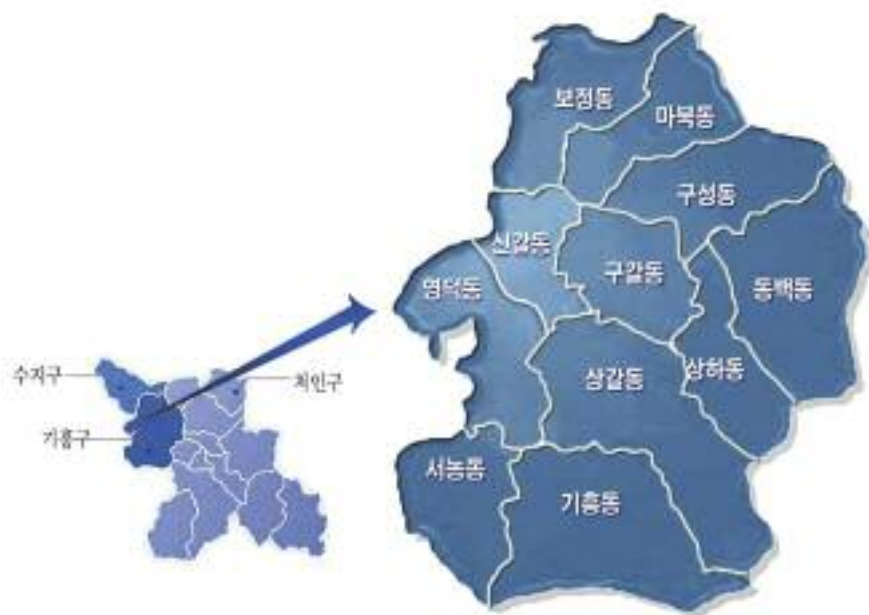 보정동
마북동
구성동
신갈동
구갈동
영덕동
동백동
상갈동
상하동
서농동
기흥동
수지구
처인구
기흥구